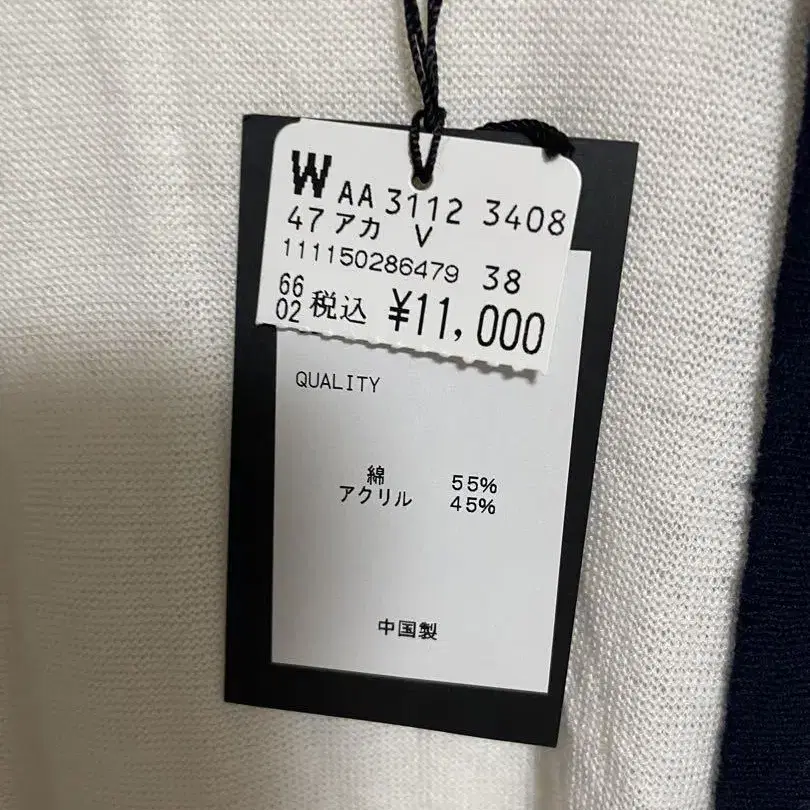 W AA 3112 3408
47 アカ V
111150286479 38
66
02 税込 ¥11,000
QUALITY
綿 55%
アクリル 45%
中国製